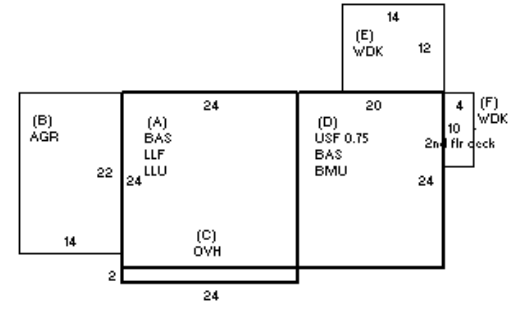 14
(E)
WDK
12
24
20
4
(F)
WDK
(B)
AGR
(A)
BAS
LLF
LLU
(D)
USF 0.75
BAS
BMU
10
2nd flr deck
22
24
24
14
(C)
OVH
2
24